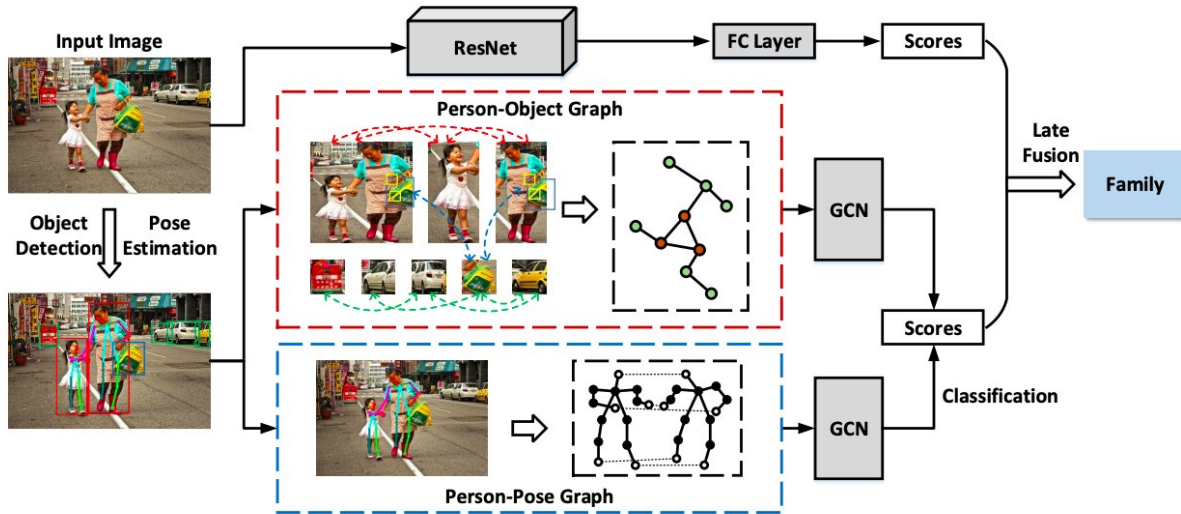 Input Image
ResNet
FC Layer
Scores
Person-Object Graph
Late
Fusion
Family
Object
Detection
Pose
Estimation
GCN
Scores
Classification
GCN
Person-Pose Graph